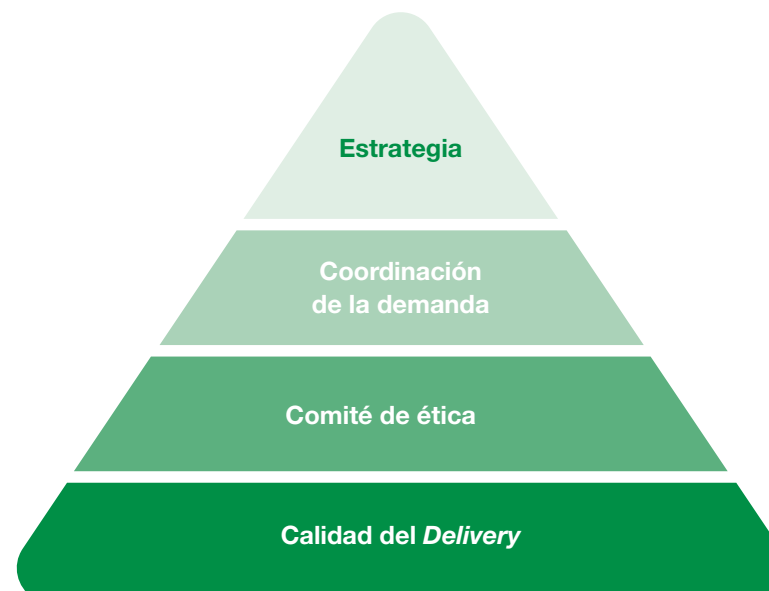 Estrategia
Coordinación
de la demanda
Comité de ética
Calidad del Delivery